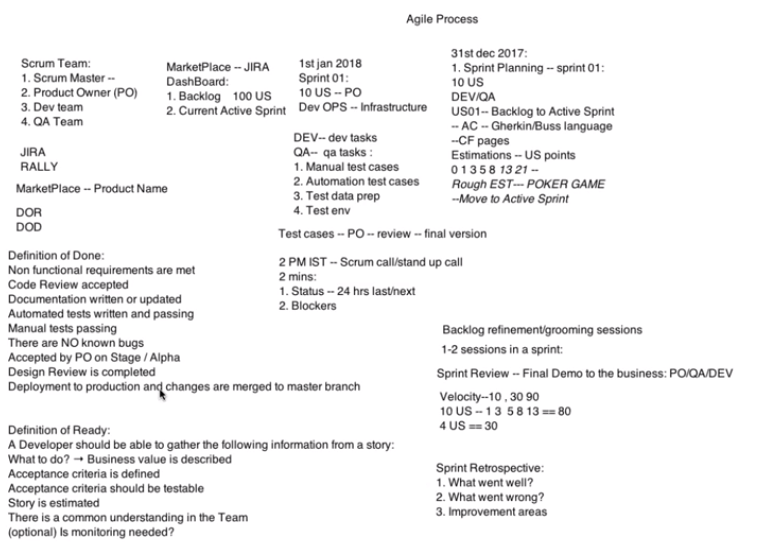 Agile Process
Scrum Team:
1. Scrum Master --
2. Product Owner (PO)
3. Dev team
4. QA Team
JIRA
RALLY
MarketPlace -- Product Name
DOR
DOD
MarketPlace -- JIRA
DashBoard:
1. Backlog 100 US
2. Current Active Sprint
1st jan 2018
Sprint 01:
10 US -- PO
Dev OPS -- Infrastructure
DEV-- dev tasks
QA-- qa tasks :
1. Manual test cases
2. Automation test cases
3. Test data prep
4. Test env
Test cases -- PO -- review -- final version
31st dec 2017:
1. Sprint Planning -- sprint 01:
10 US
DEV/QA
US01-- Backlog to Active Sprint
-- AC -- Gherkin/Buss language
--CF pages
Estimations -- US points
0 1 3 5 8 13 21 --
Rough EST--- POKER GAME
--Move to Active Sprint
2 PM IST -- Scrum call/stand up call
2 mins:
1. Status -- 24 hrs last/next
2. Blockers
Definition of Done:
Non functional requirements are met
Code Review accepted
Documentation written or updated
Automated tests written and passing
Manual tests passing
There are NO known bugs
Accepted by PO on Stage / Alpha
Design Review is completed
Deployment to production and changes are merged to master branch
Definition of Ready:
A Developer should be able to gather the following information from a story:
What to do? → Business value is described
Acceptance criteria is defined
Acceptance criteria should be testable
Story is estimated
There is a common understanding in the Team
(optional) Is monitoring needed?
Backlog refinement/grooming sessions
1-2 sessions in a sprint:
Sprint Review -- Final Demo to the business: PO/QA/DEV
Velocity--10 , 30 90
10 US -- 1 3 5 8 13 == 80
4 US == 30
Sprint Retrospective:
1. What went well?
2. What went wrong?
3. Improvement areas